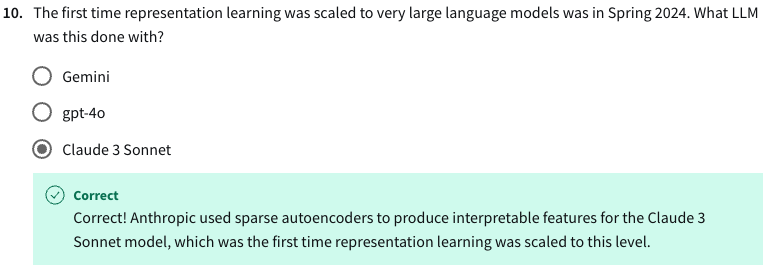 10. The first time representation learning was scaled to very large language models was in Spring 2024. What LLM
was this done with?
Gemini
gpt-4o
Claude 3 Sonnet
Correct
Correct! Anthropic used sparse autoencoders to produce interpretable features for the Claude 3
Sonnet model, which was the first time representation learning was scaled to this level.